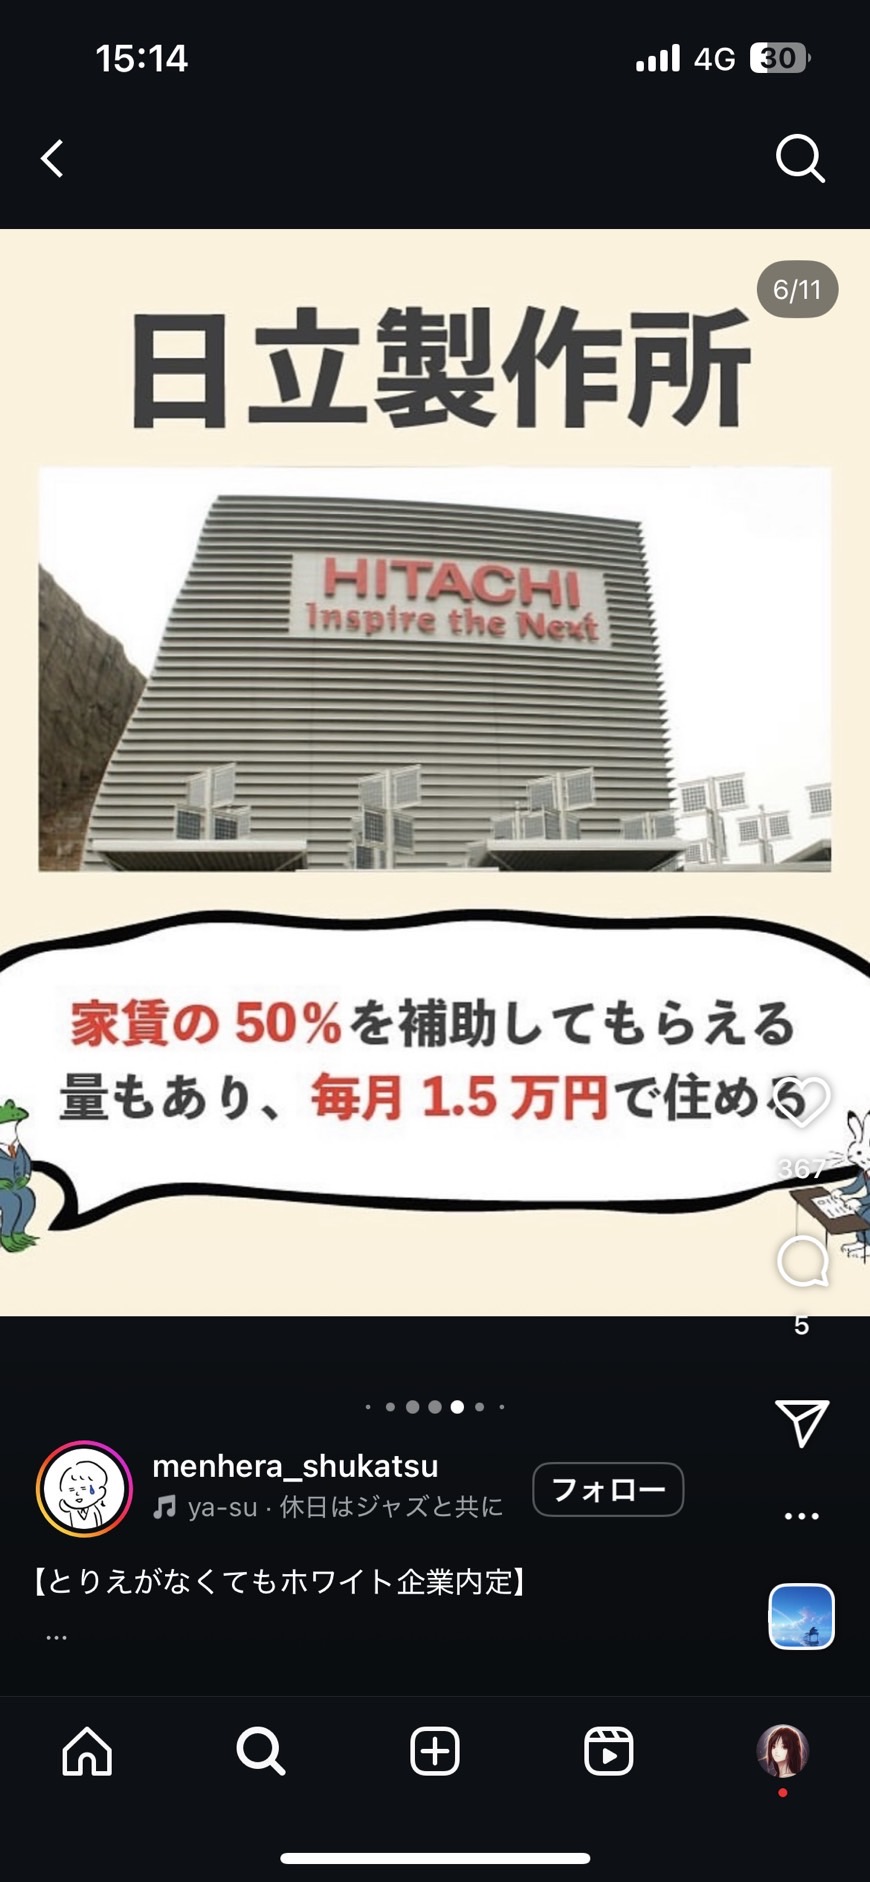 15:14
4G 30
6/11
日立製作所
HITACHI
Inspire the Next
家賃の50%を補助してもらえる
量もあり、毎月1.5万円で住める
367
5
menhera_shukatsu
ya-su · 休日はジャズと共に
フォロー
【とりえがなくてもホワイト企業内定】
...